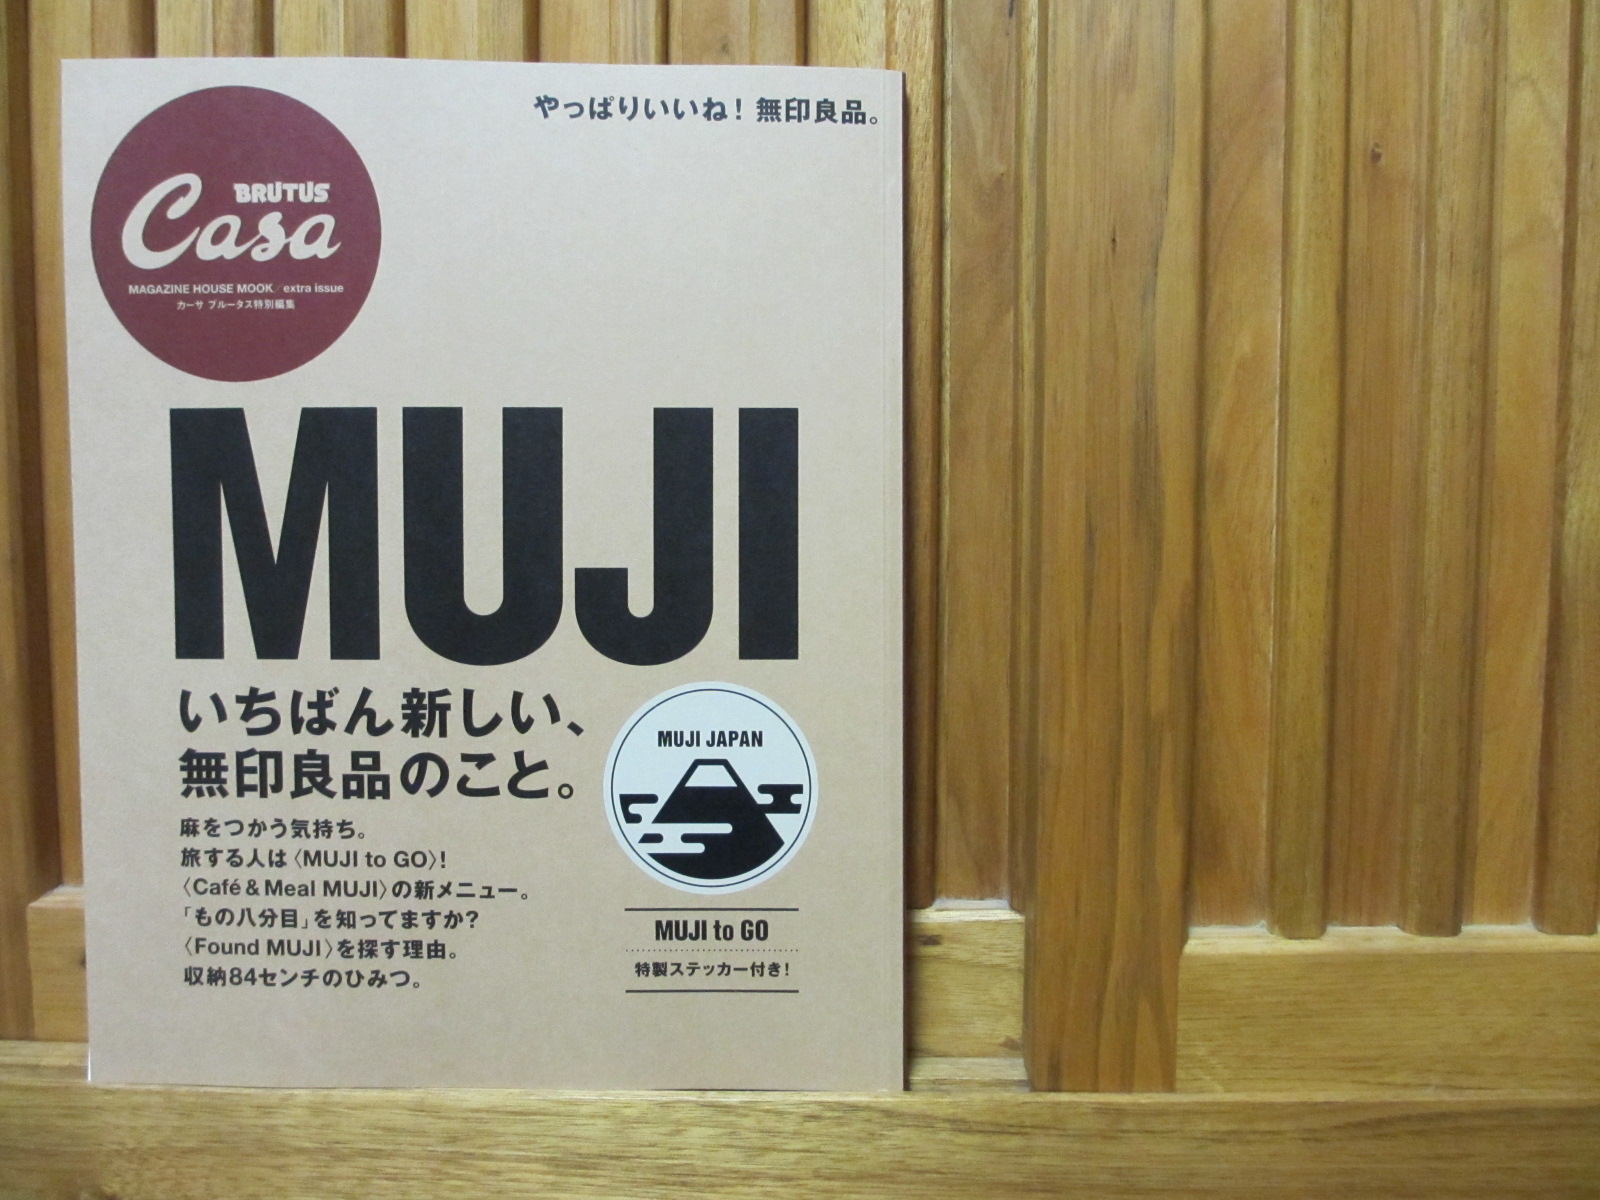 やっぱりいいね！無印良品。
BRUTUS
Casa
MAGAZINE HOUSE MOOK／extra issue
カーサ ブルータス特別編集
MUJI
いちばん新しい、
無印良品のこと。
麻をつかう気持ち。
旅する人は〈MUJI to GO〉！
〈Café＆Meal MUJI〉の新メニュー。
「もの八分目」を知ってますか？
〈Found MUJI〉を探す理由。
収納84センチのひみつ。
MUJI JAPAN
MUJI to GO
特製ステッカー付き！